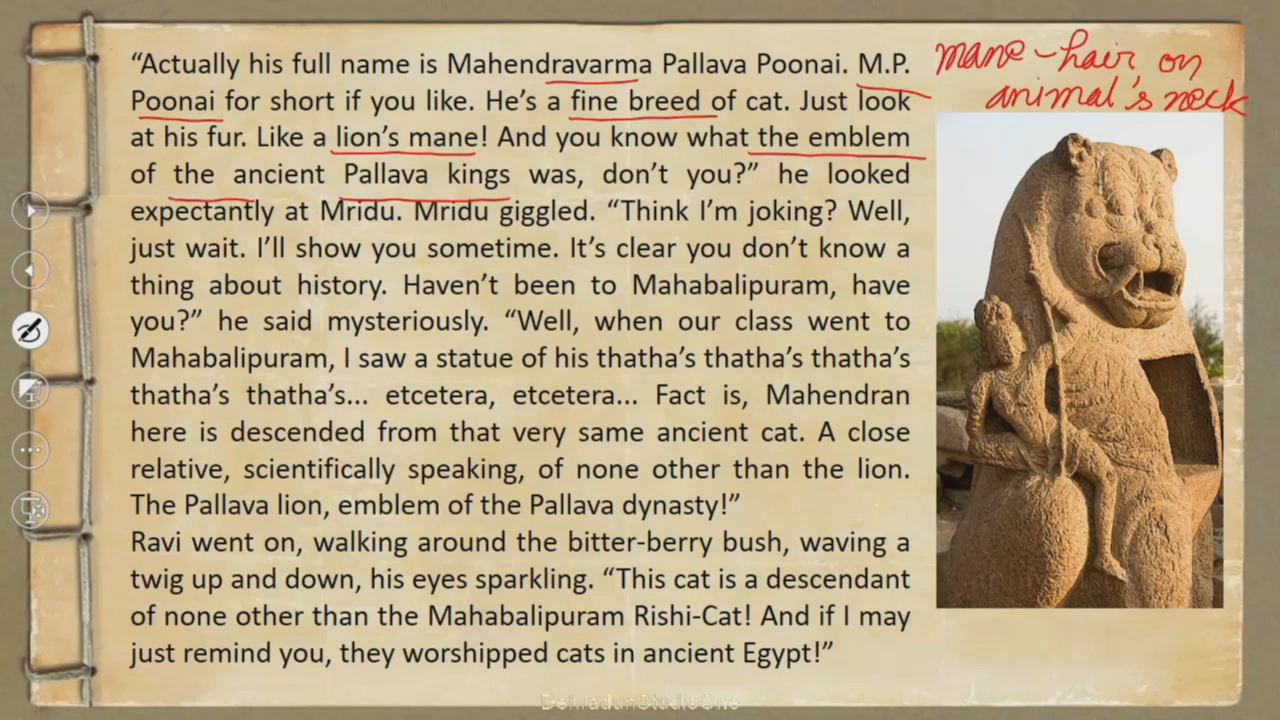 “Actually his full name is Mahendravarma Pallava Poonai. M.P.
Poonai for short if you like. He’s a fine breed of cat. Just look
at his fur. Like a lion’s mane! And you know what the emblem
of the ancient Pallava kings was, don’t you?” he looked
expectantly at Mridu. Mridu giggled. “Think I’m joking? Well,
just wait. I’ll show you sometime. It’s clear you don’t know a
thing about history. Haven’t been to Mahabalipuram, have
you?” he said mysteriously. “Well, when our class went to
Mahabalipuram, I saw a statue of his thatha’s thatha’s thatha’s
thatha’s thatha’s... etcetera, etcetera... Fact is, Mahendran
here is descended from that very same ancient cat. A close
relative, scientifically speaking, of none other than the lion.
The Pallava lion, emblem of the Pallava dynasty!”
Ravi went on, walking around the bitter-berry bush, waving a
twig up and down, his eyes sparkling. “This cat is a descendant
of none other than the Mahabalipuram Rishi-Cat! And if I may
just remind you, they worshipped cats in ancient Egypt!”
mane - hair on
animal's neck
DehradunStudioOne